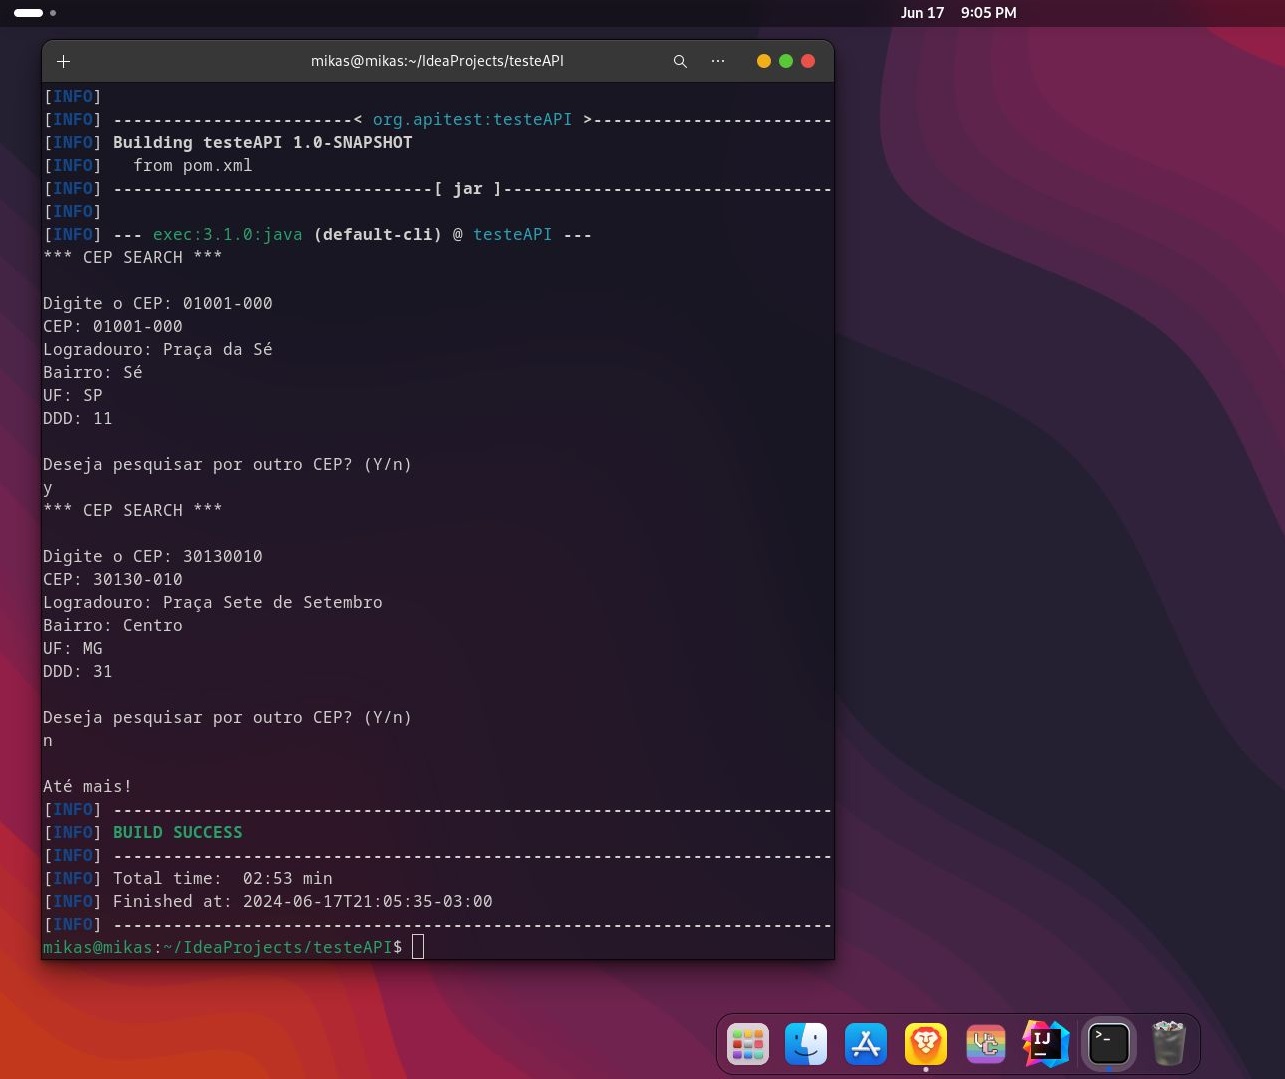 Jun 17 9:05 PM
mikas@mikas:~/IdeaProjects/testeAPI
[INFO]
[INFO] ------------------------< org.apitest:testeAPI >------------------------
[INFO] Building testeAPI 1.0-SNAPSHOT
[INFO]   from pom.xml
[INFO] --------------------------------[ jar ]---------------------------------
[INFO]
[INFO] --- exec:3.1.0:java (default-cli) @ testeAPI ---
*** CEP SEARCH ***
Digite o CEP: 01001-000
CEP: 01001-000
Logradouro: Praça da Sé
Bairro: Sé
UF: SP
DDD: 11
Deseja pesquisar por outro CEP? (Y/n)
y
*** CEP SEARCH ***
Digite o CEP: 30130010
CEP: 30130-010
Logradouro: Praça Sete de Setembro
Bairro: Centro
UF: MG
DDD: 31
Deseja pesquisar por outro CEP? (Y/n)
n
Até mais!
[INFO] ------------------------------------------------------------------------
[INFO] BUILD SUCCESS
[INFO] ------------------------------------------------------------------------
[INFO] Total time:  02:53 min
[INFO] Finished at: 2024-06-17T21:05:35-03:00
[INFO] ------------------------------------------------------------------------
mikas@mikas:~/IdeaProjects/testeAPI$
IJ
>_